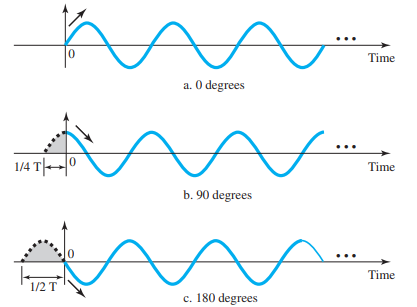 0
Time
a. 0 degrees
1/4 T
0
Time
b. 90 degrees
0
Time
1/2 T
c. 180 degrees